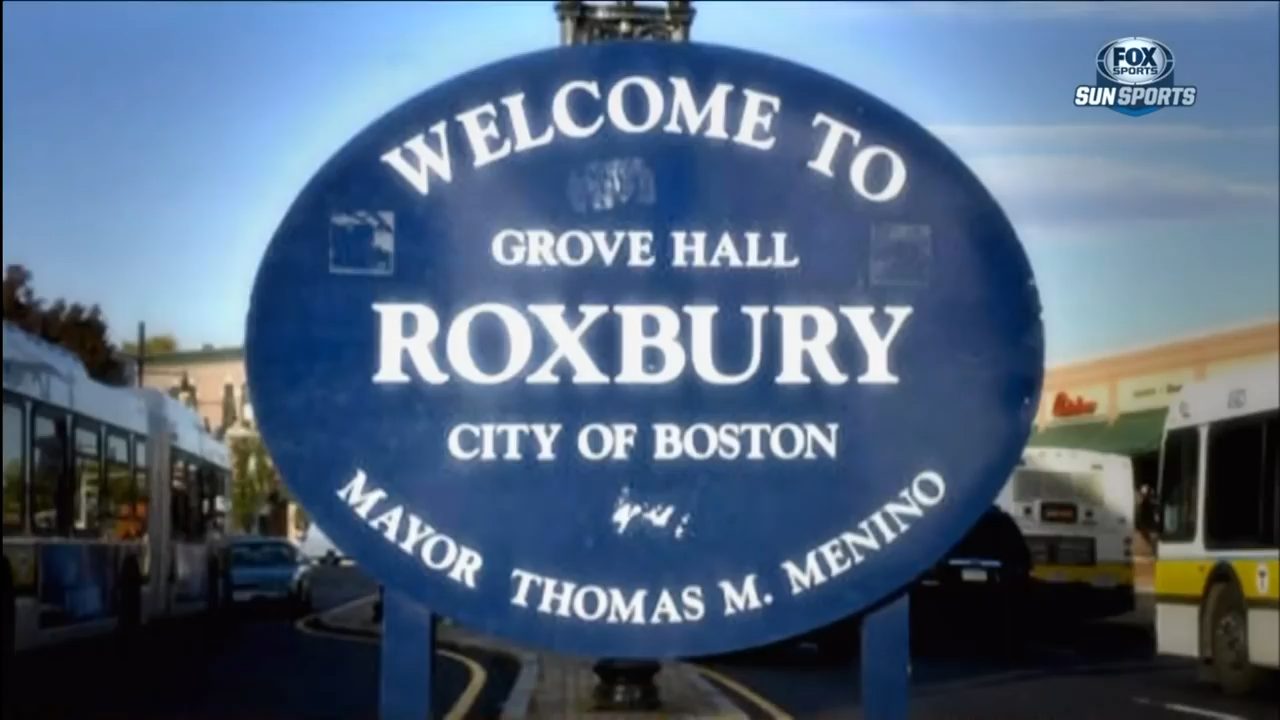 FOX
SPORTS
SUN SPORTS
WELCOME TO
GROVE HALL
ROXBURY
CITY OF BOSTON
MAYOR THOMAS M. MENINO
T